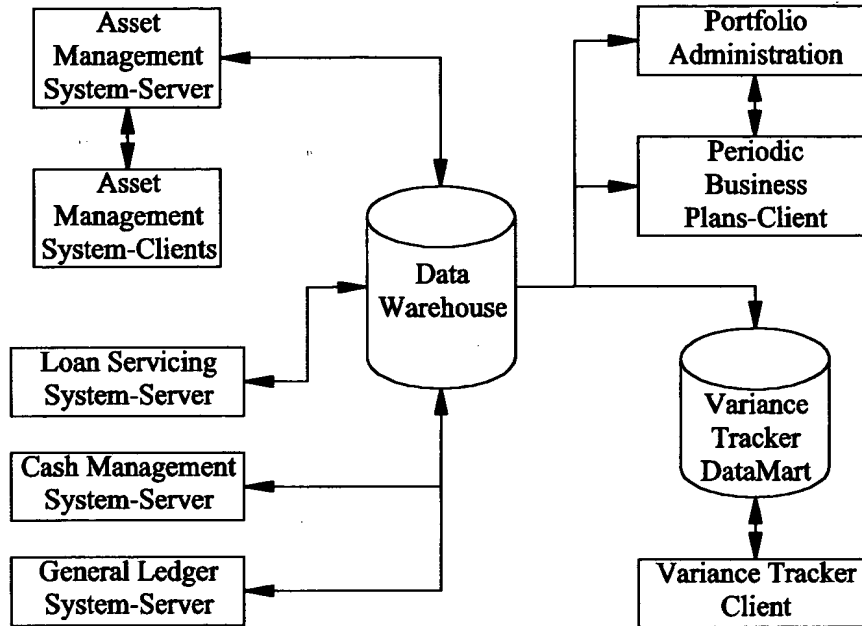 Asset
Management
System-Server
Asset
Management
System-Clients
Loan Servicing
System-Server
Cash Management
System-Server
General Ledger
System-Server
Data
Warehouse
Portfolio
Administration
Periodic
Business
Plans-Client
Variance
Tracker
DataMart
Variance Tracker
Client